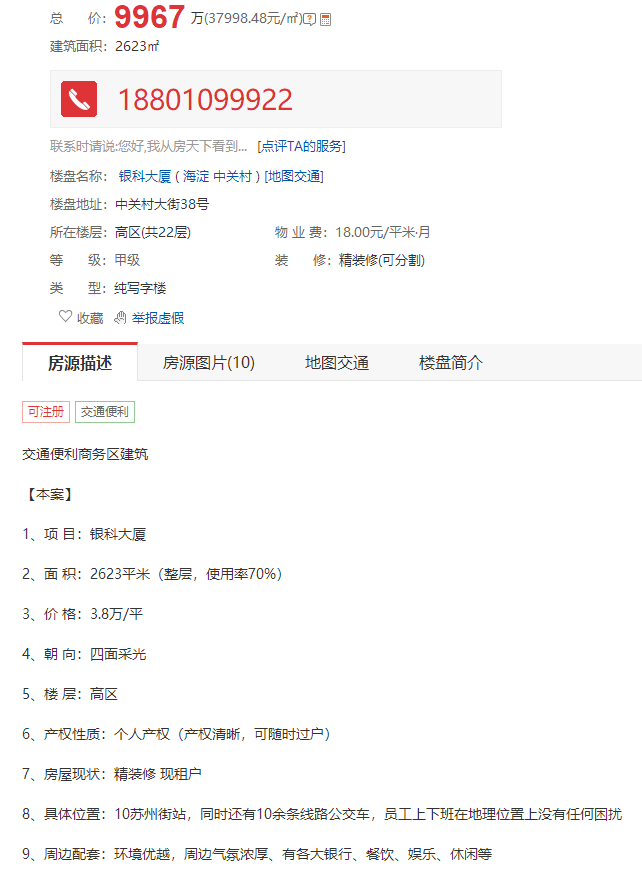 总 价: 9967 万(37998.48元/㎡)
建筑面积: 2623㎡
18801099922
联系时请说:您好,我从房天下看到... [点评TA的服务]
楼盘名称: 银科大厦 ( 海淀 中关村 ) [地图交通]
楼盘地址: 中关村大街38号
所在楼层: 高区(共22层) 物 业 费: 18.00元/平米·月
等 级: 甲级 装 修: 精装修(可分割)
类 型: 纯写字楼
收藏 举报虚假
房源描述 房源图片(10) 地图交通 楼盘简介
可注册 交通便利
交通便利商务区建筑
【本案】
1、项 目：银科大厦
2、面 积：2623平米（整层，使用率70%）
3、价 格：3.8万/平
4、朝 向：四面采光
5、楼 层：高区
6、产权性质：个人产权（产权清晰，可随时过户）
7、房屋现状：精装修 现租户
8、具体位置：10苏州街站，同时还有10余条线路公交车，员工上下班在地理位置上没有任何困扰
9、周边配套：环境优越，周边气氛浓厚、有各大银行、餐饮、娱乐、休闲等